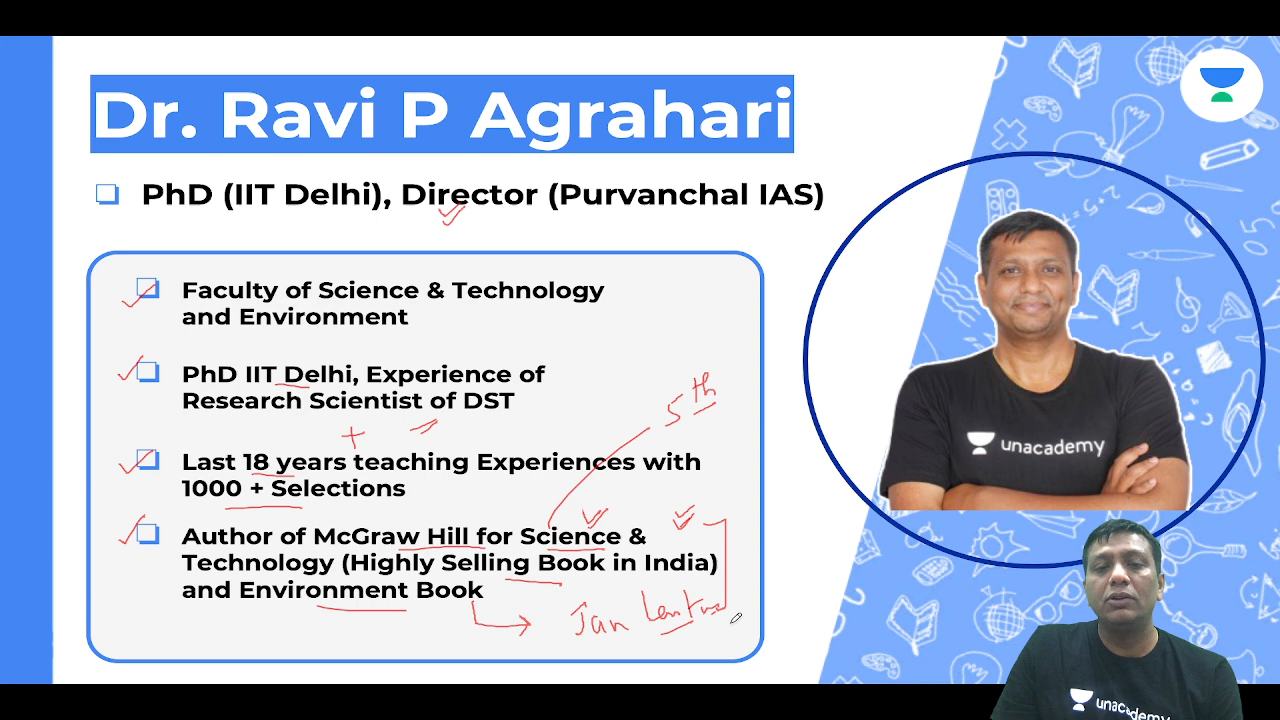 Dr. Ravi P Agrahari
PhD (IIT Delhi), Director (Purvanchal IAS)
Faculty of Science & Technology
and Environment
PhD IIT Delhi, Experience of
Research Scientist of DST
5th
+
Last 18 years teaching Experiences with
1000 + Selections
Author of McGraw Hill for Science &
Technology (Highly Selling Book in India)
and Environment Book
Jan
unacademy
unacademy